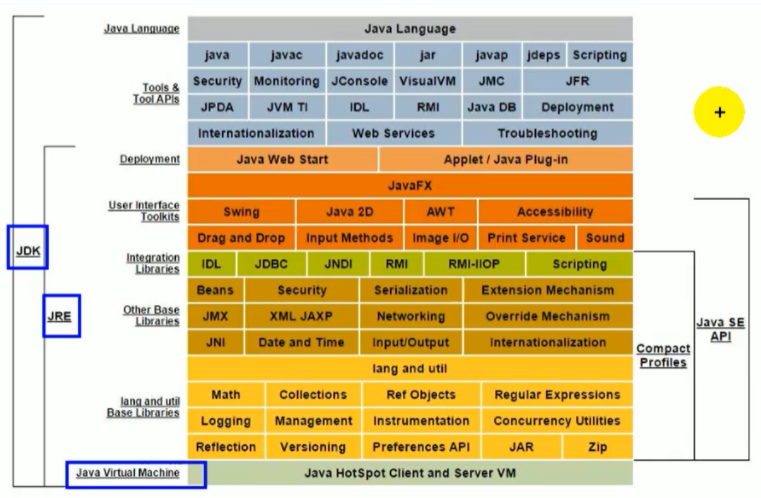 Java Language Java Language
java javac javadoc jar javap jdeps Scripting
Security Monitoring JConsole VisualVM JMC JFR
Tools &
Tool APIs
JPDA JVM TI IDL RMI Java DB Deployment
Internationalization Web Services Troubleshooting
Deployment Java Web Start Applet / Java Plug-in
JavaFX
User Interface
Toolkits
Swing Java 2D AWT Accessibility
Drag and Drop Input Methods Image I/O Print Service Sound
JDK
Integration
Libraries
IDL JDBC JNDI RMI RMI-IIOP Scripting
Beans Security Serialization Extension Mechanism
JRE
Other Base
Libraries
JMX XML JAXP Networking Override Mechanism
Java SE
API
JNI Date and Time Input/Output Internationalization
Compact
Profiles
lang and util
Math Collections Ref Objects Regular Expressions
lang and util
Base Libraries
Logging Management Instrumentation Concurrency Utilities
Reflection Versioning Preferences API JAR Zip
Java Virtual Machine Java HotSpot Client and Server VM